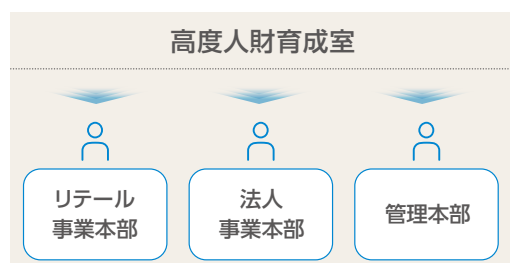 高度人財育成室
リテール
事業本部
法人
事業本部
管理本部